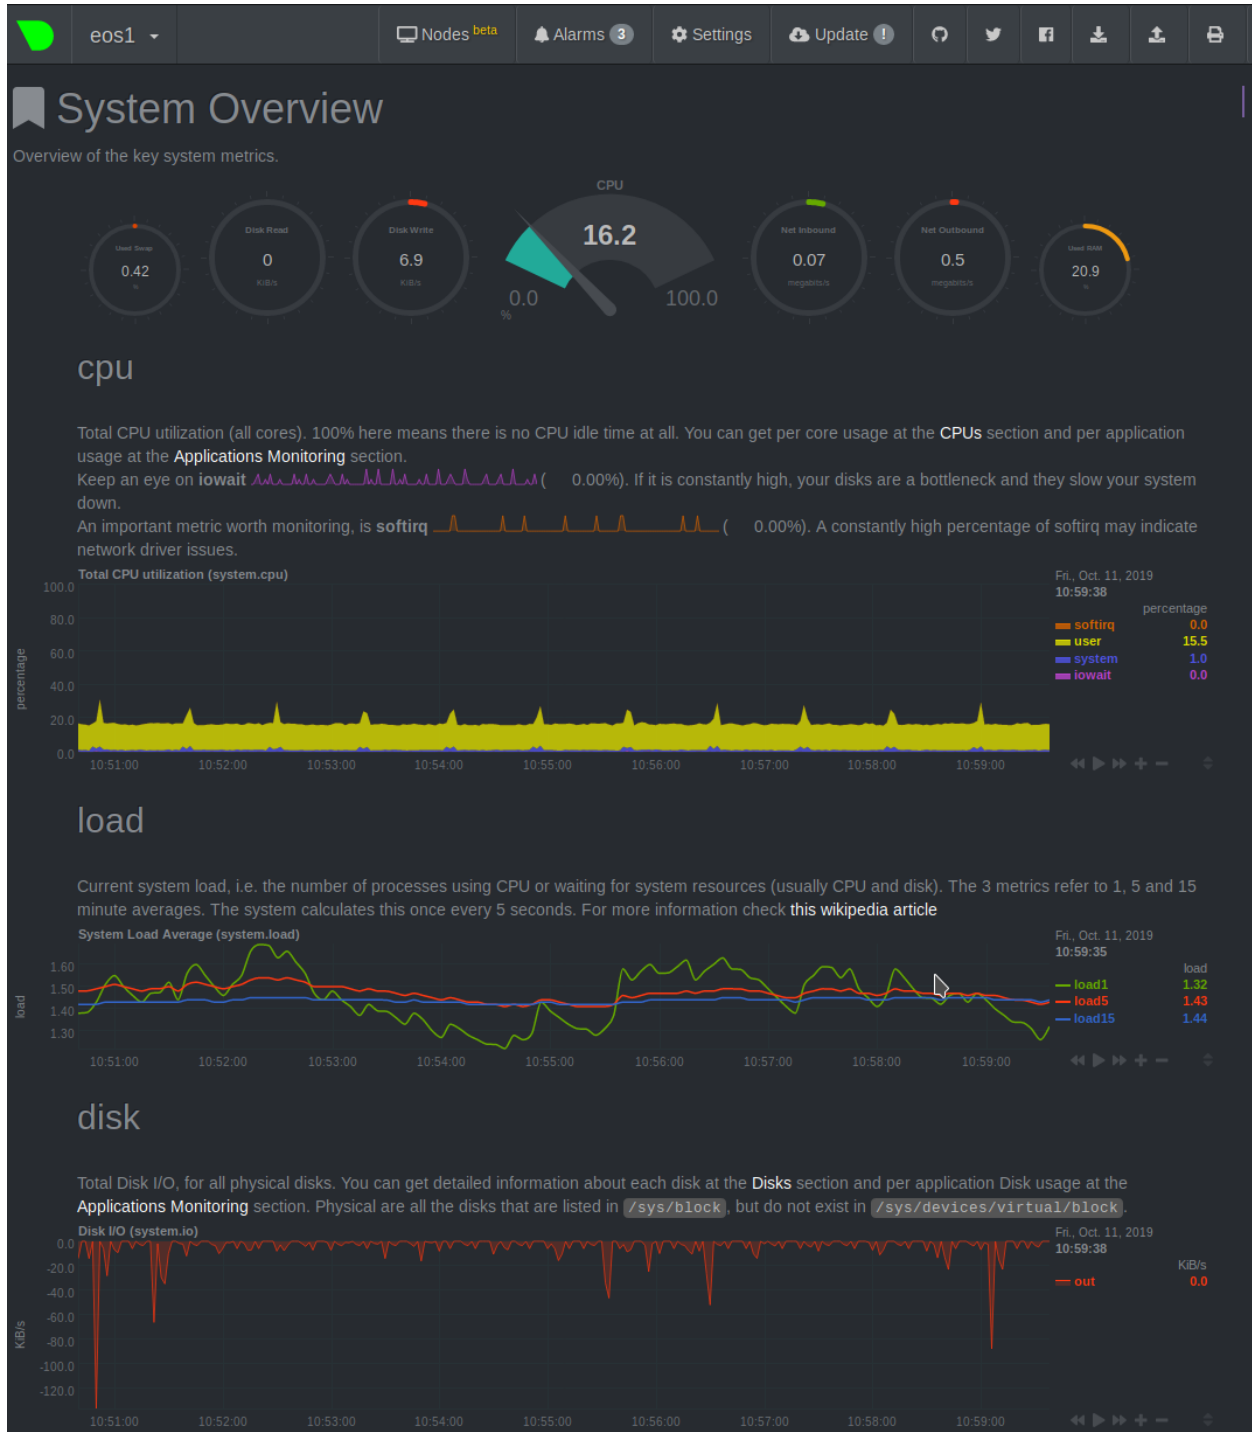 eos1
Nodes beta
Alarms 3
Settings
Update !
System Overview
Overview of the key system metrics.
Used Swap
0.42
%
Disk Read
0
KiB/s
Disk Write
6.9
KiB/s
CPU
16.2
0.0
100.0
%
Net Inbound
0.07
megabits/s
Net Outbound
0.5
megabits/s
Used RAM
20.9
%
cpu
Total CPU utilization (all cores). 100% here means there is no CPU idle time at all. You can get per core usage at the CPUs section and per application
usage at the Applications Monitoring section.
Keep an eye on iowait ( 0.00%). If it is constantly high, your disks are a bottleneck and they slow your system
down.
An important metric worth monitoring, is softirq ( 0.00%). A constantly high percentage of softirq may indicate
network driver issues.
Total CPU utilization (system.cpu)
Fri., Oct. 11, 2019
10:59:38
percentage
softirq 0.0
user 15.5
system 1.0
iowait 0.0
percentage
100.0
80.0
60.0
40.0
20.0
0.0
10:51:00 10:52:00 10:53:00 10:54:00 10:55:00 10:56:00 10:57:00 10:58:00 10:59:00
load
Current system load, i.e. the number of processes using CPU or waiting for system resources (usually CPU and disk). The 3 metrics refer to 1, 5 and 15
minute averages. The system calculates this once every 5 seconds. For more information check this wikipedia article
System Load Average (system.load)
Fri., Oct. 11, 2019
10:59:35
load
load1 1.32
load5 1.43
load15 1.44
load
1.60
1.50
1.40
1.30
10:51:00 10:52:00 10:53:00 10:54:00 10:55:00 10:56:00 10:57:00 10:58:00 10:59:00
disk
Total Disk I/O, for all physical disks. You can get detailed information about each disk at the Disks section and per application Disk usage at the
Applications Monitoring section. Physical are all the disks that are listed in /sys/block, but do not exist in /sys/devices/virtual/block.
Disk I/O (system.io)
Fri., Oct. 11, 2019
10:59:38
KiB/s
out 0.0
KiB/s
0.0
-20.0
-40.0
-60.0
-80.0
-100.0
-120.0
10:51:00 10:52:00 10:53:00 10:54:00 10:55:00 10:56:00 10:57:00 10:58:00 10:59:00